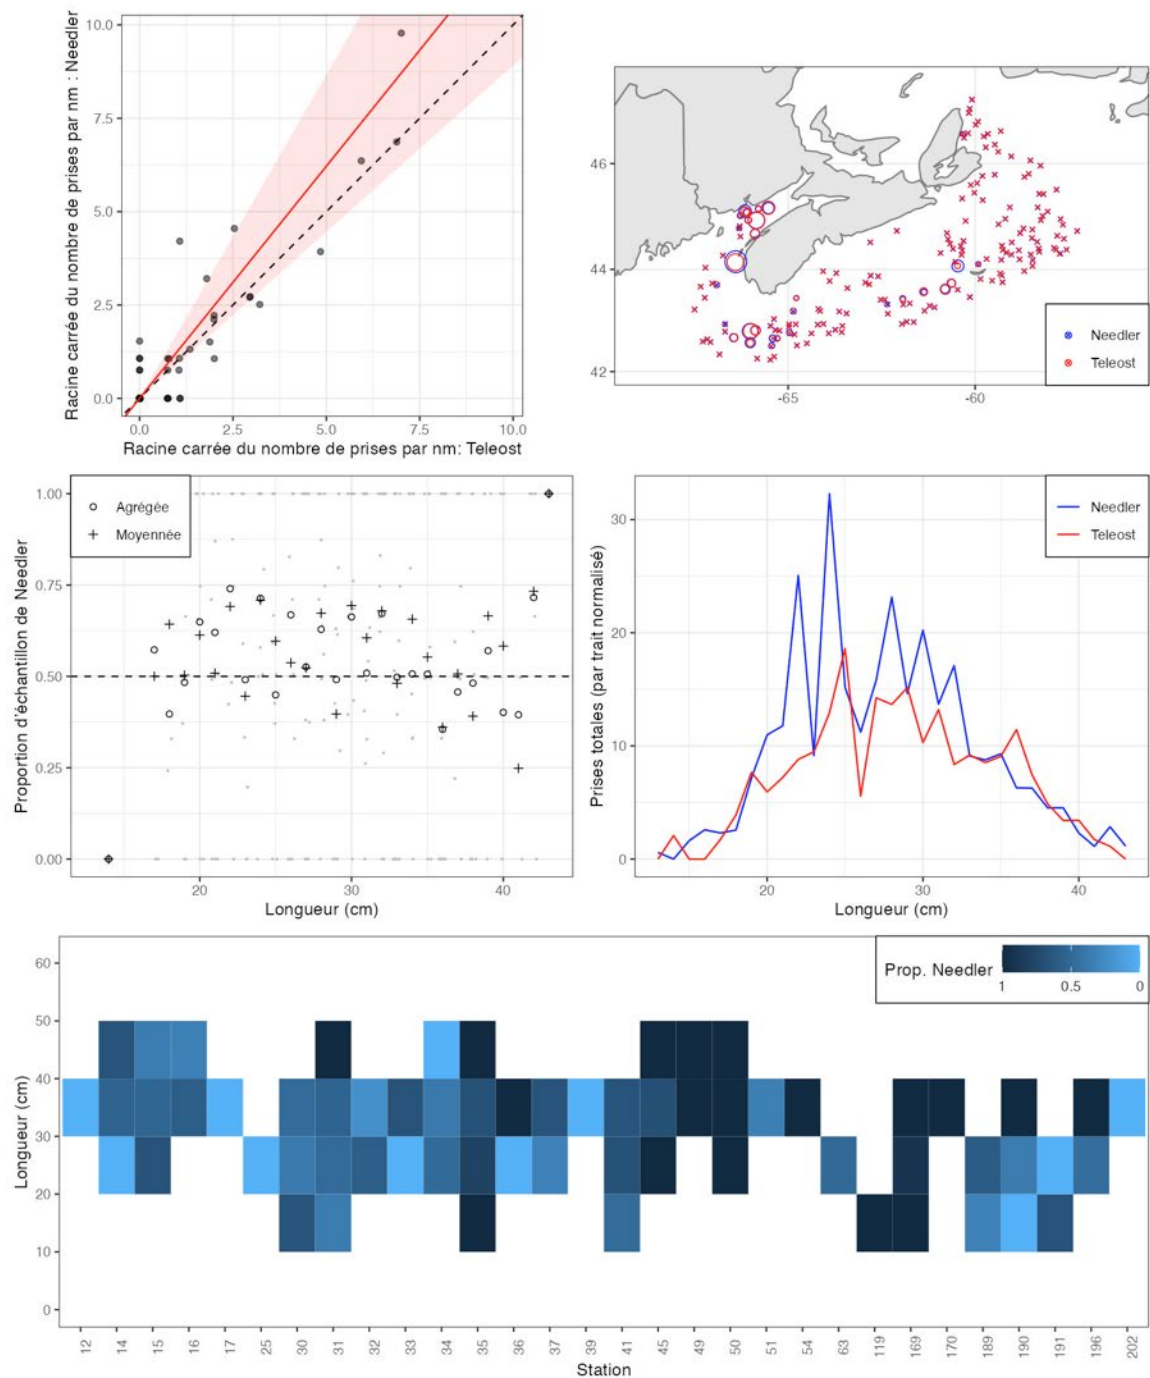 10.0
7.5
5.0
2.5
0.0
0.0 2.5 5.0 7.5 10.0
Racine carrée du nombre de prises par nm : Needler
Racine carrée du nombre de prises par nm: Teleost
46
44
42
-65 -60
Needler
Teleost
1.00
0.75
0.50
0.25
0.00
20 30 40
Proportion d'échantillon de Needler
Longueur (cm)
Agrégée
Moyennée
30
20
10
0
20 30 40
Prises totales (par trait normalisé)
Longueur (cm)
Needler
Teleost
Prop. Needler
1 0.5 0
60
50
40
30
20
10
0
Longueur (cm)
12 14 15 16 17 25 30 31 32 33 34 35 36 37 39 41 45 49 50 51 54 63 119 169 170 189 190 191 196 202
Station